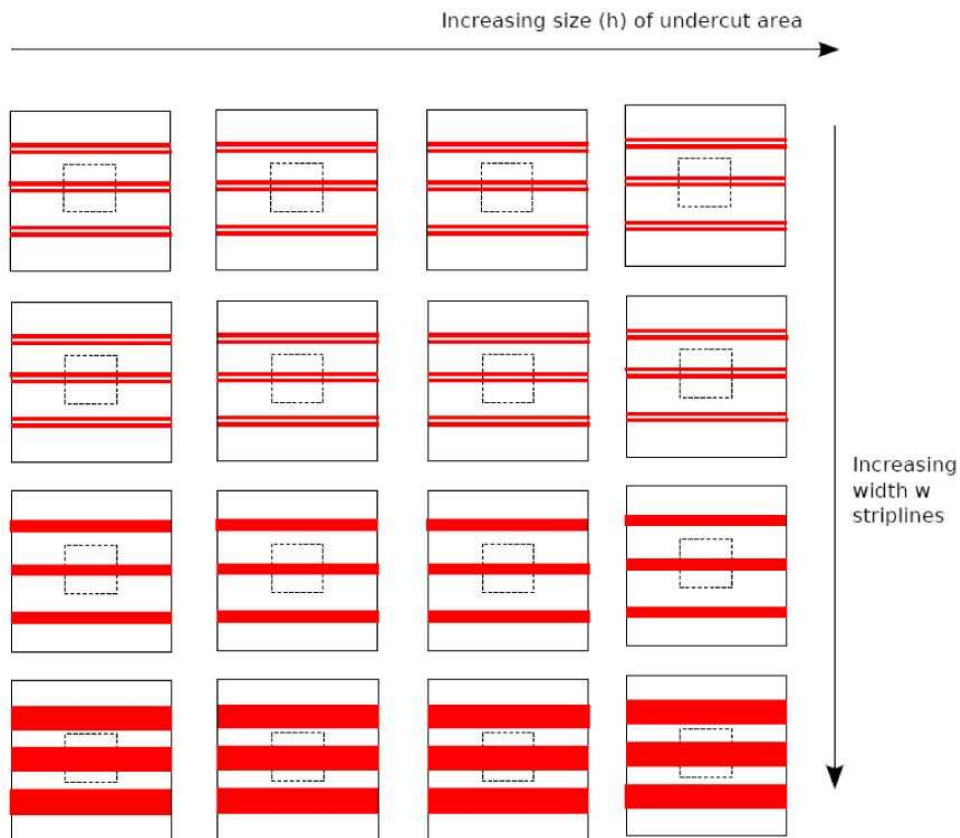 Increasing size (h) of undercut area
Increasing
width w
striplines